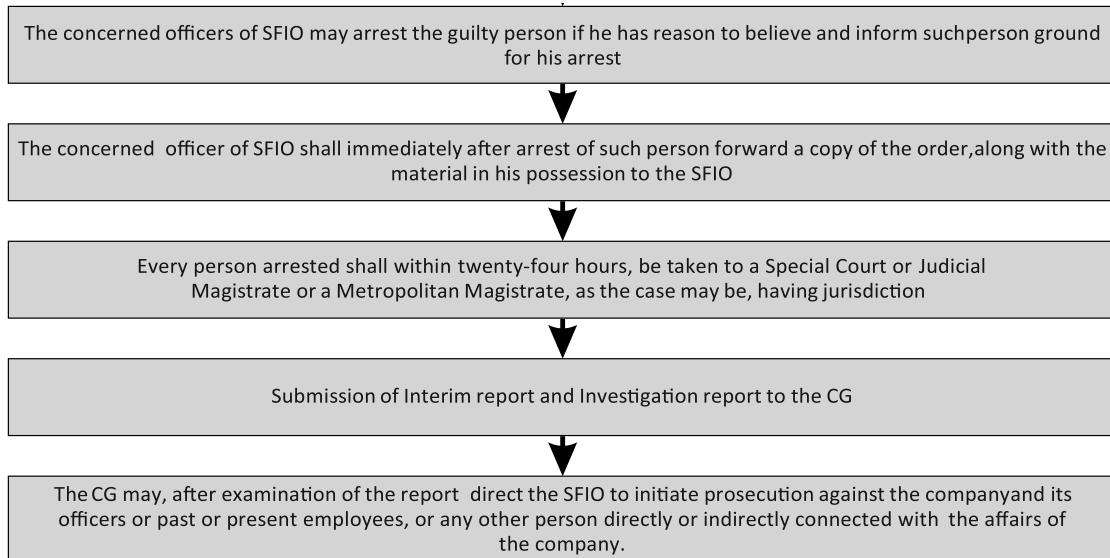 The concerned officers of SFIO may arrest the guilty person if he has reason to believe and inform suchperson ground
for his arrest
The concerned officer of SFIO shall immediately after arrest of such person forward a copy of the order,along with the
material in his possession to the SFIO
Every person arrested shall within twenty-four hours, be taken to a Special Court or Judicial
Magistrate or a Metropolitan Magistrate, as the case may be, having jurisdiction
Submission of Interim report and Investigation report to the CG
The CG may, after examination of the report direct the SFIO to initiate prosecution against the companyand its
officers or past or present employees, or any other person directly or indirectly connected with the affairs of
the company.